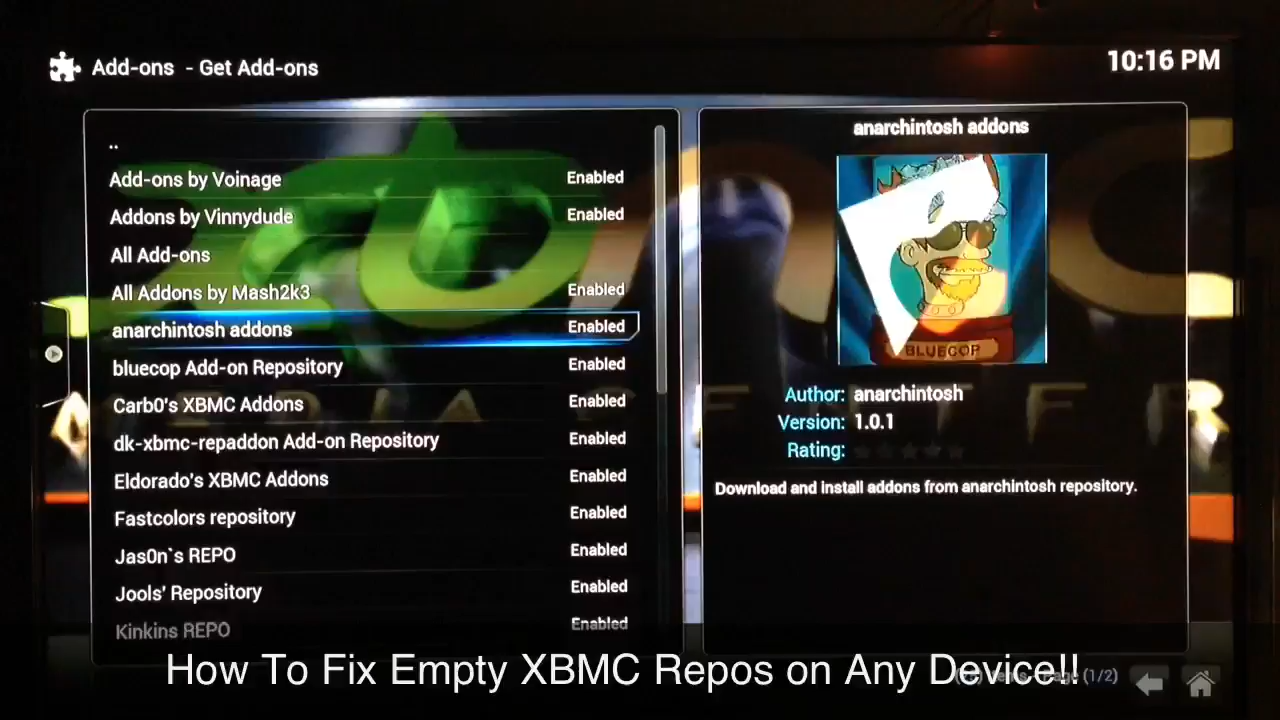 Add-ons - Get Add-ons
10:16 PM
..
Add-ons by Voinage Enabled
Addons by Vinnydude Enabled
All Add-ons
All Addons by Mash2k3 Enabled
anarchintosh addons Enabled
bluecop Add-on Repository Enabled
Carb0's XBMC Addons Enabled
dk-xbmc-repaddon Add-on Repository Enabled
Eldorado's XBMC Addons Enabled
Fastcolors repository Enabled
Jas0n`s REPO Enabled
Jools' Repository Enabled
Kinkins REPO Enabled
anarchintosh addons
BLUECOP
Author: anarchintosh
Version: 1.0.1
Rating:
Download and install addons from anarchintosh repository.
How To Fix Empty XBMC Repos on Any Device!!
(1/2)